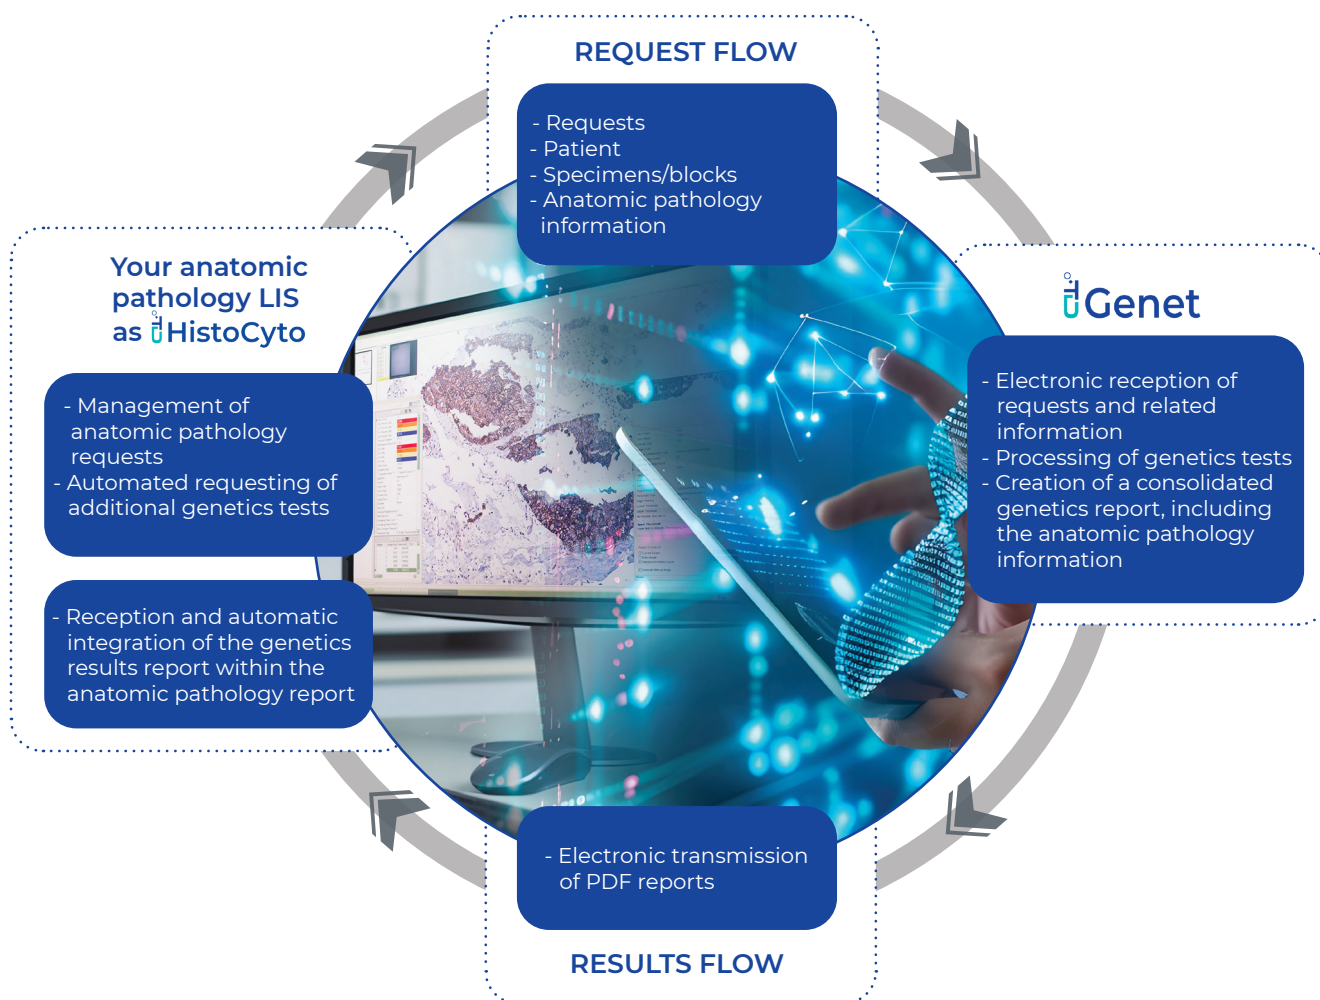 REQUEST FLOW
- Requests
- Patient
- Specimens/blocks
- Anatomic pathology
information
Your anatomic
pathology LIS
as HistoCyto
- Management of
anatomic pathology
requests
- Automated requesting of
additional genetics tests
- Reception and automatic
integration of the genetics
results report within the
anatomic pathology report
Genet
- Electronic reception of
requests and related
information
- Processing of genetics tests
- Creation of a consolidated
genetics report, including
the anatomic pathology
information
- Electronic transmission
of PDF reports
RESULTS FLOW